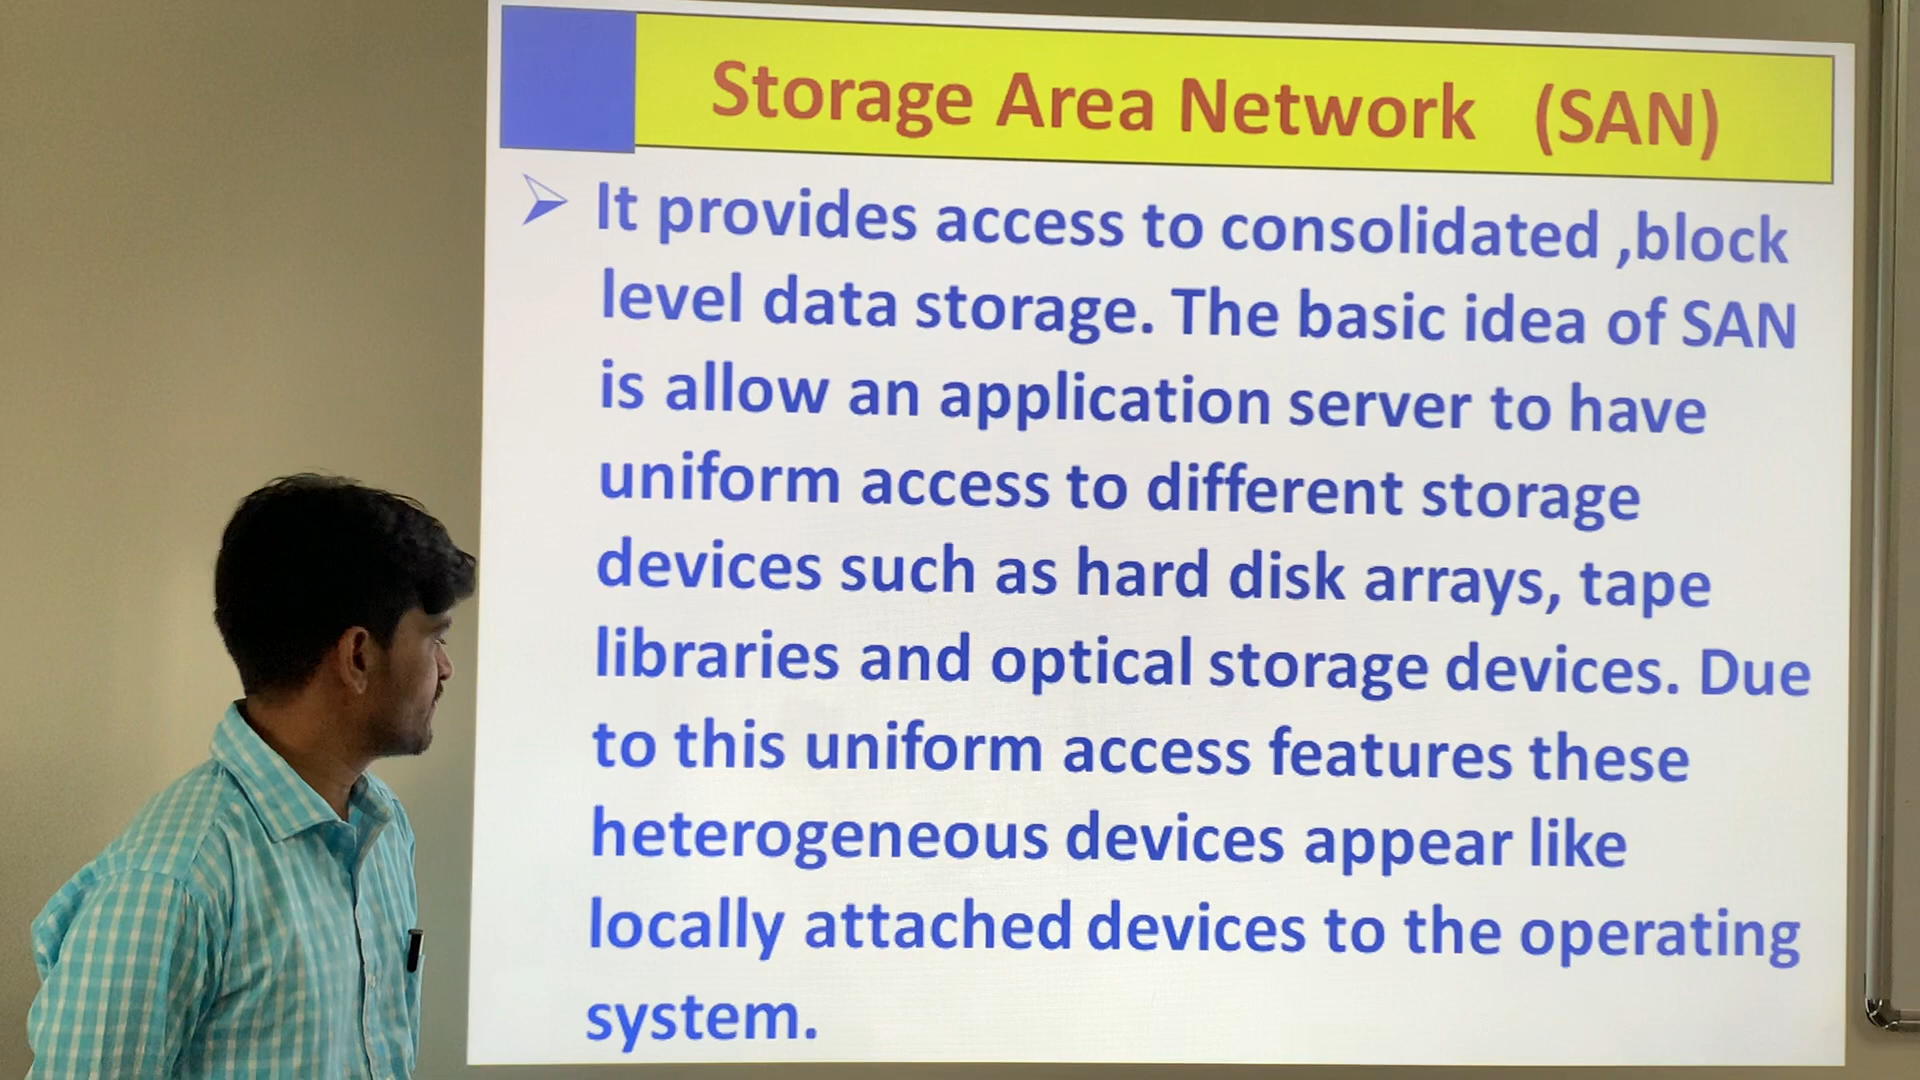 Storage Area Network (SAN)
It provides access to consolidated ,block
level data storage. The basic idea of SAN
is allow an application server to have
uniform access to different storage
devices such as hard disk arrays, tape
libraries and optical storage devices. Due
to this uniform access features these
heterogeneous devices appear like
locally attached devices to the operating
system.